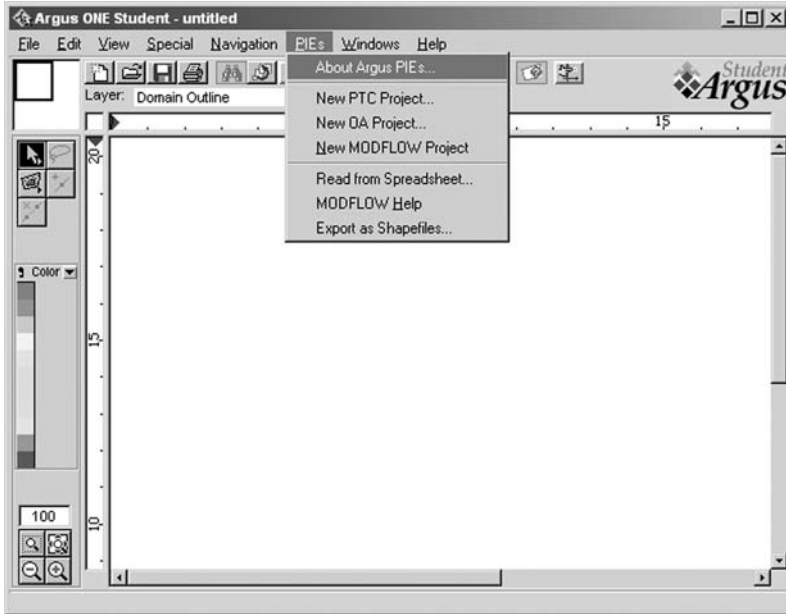 Argus ONE Student - untitled
File Edit View Special Navigation PIEs Windows Help
About Argus PIEs...
Student
Argus
Layer: Domain Outline
New PTC Project...
New OA Project...
New MODFLOW Project
Read from Spreadsheet...
MODFLOW Help
Export as Shapefiles...
15
20
Color
15
10
100